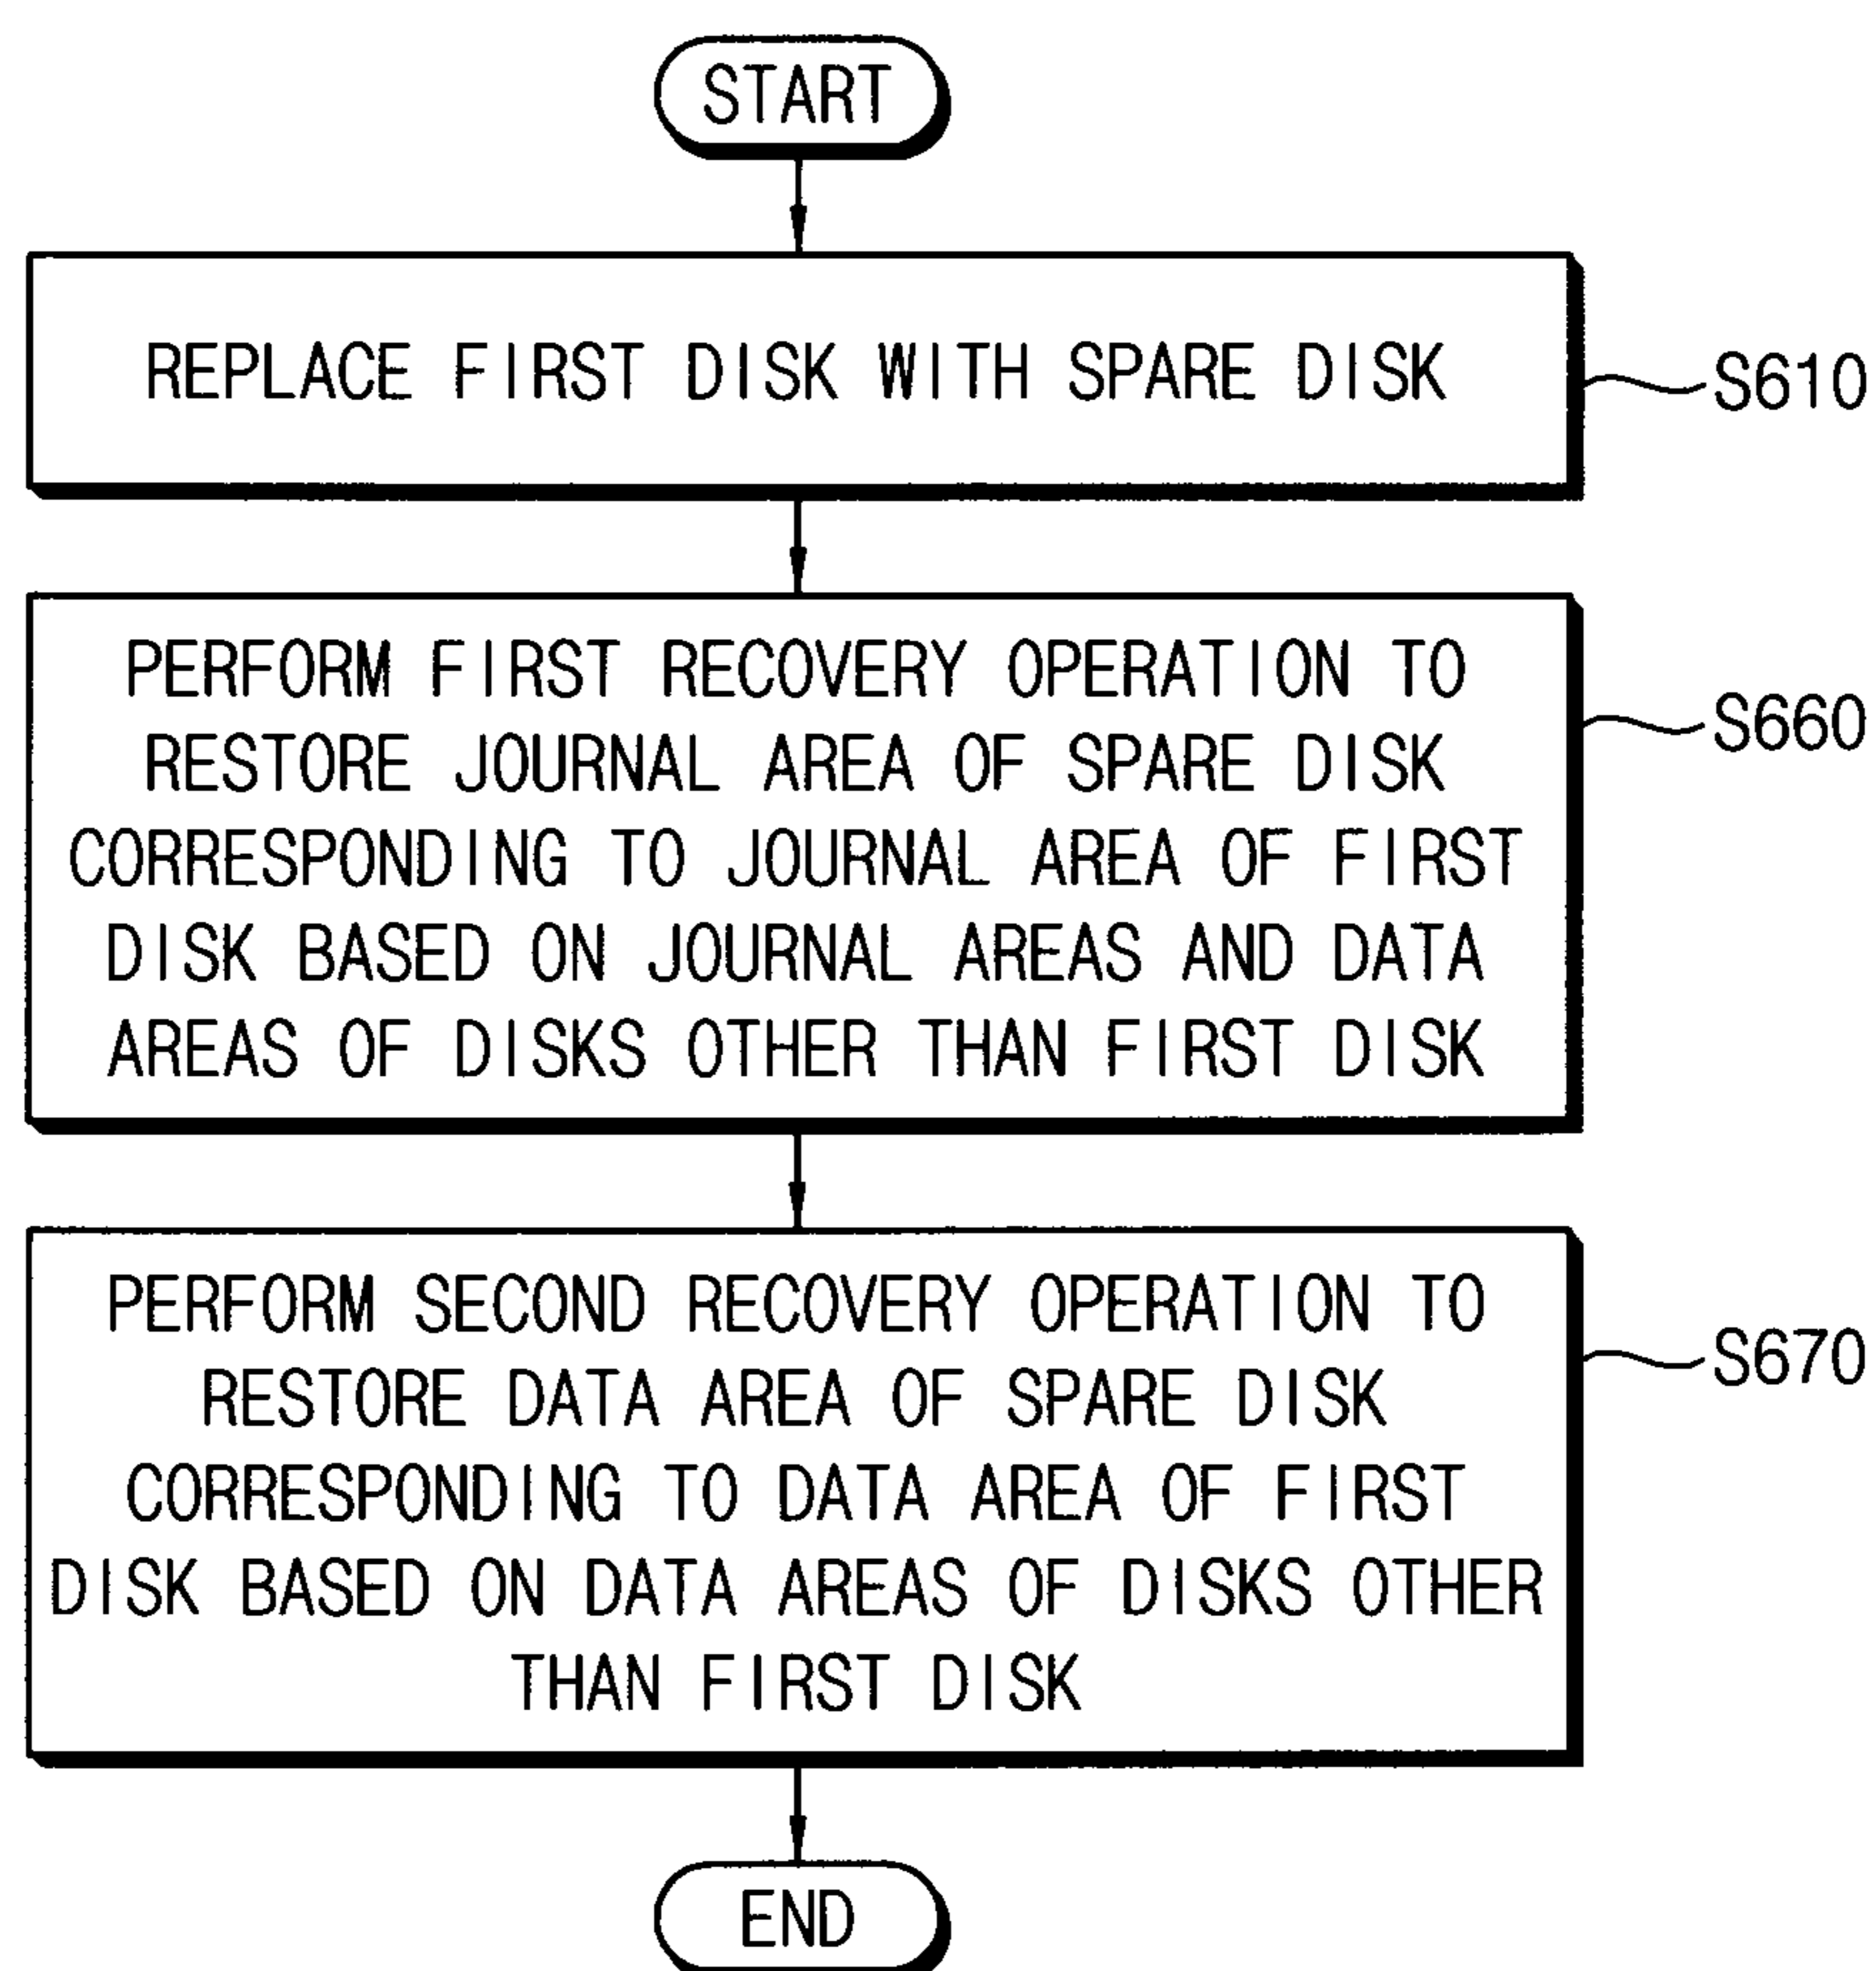 START
REPLACE FIRST DISK WITH SPARE DISK
S610
PERFORM FIRST RECOVERY OPERATION TO
RESTORE JOURNAL AREA OF SPARE DISK
CORRESPONDING TO JOURNAL AREA OF FIRST
DISK BASED ON JOURNAL AREAS AND DATA
AREAS OF DISKS OTHER THAN FIRST DISK
S660
PERFORM SECOND RECOVERY OPERATION TO
RESTORE DATA AREA OF SPARE DISK
CORRESPONDING TO DATA AREA OF FIRST
DISK BASED ON DATA AREAS OF DISKS OTHER
THAN FIRST DISK
S670
END